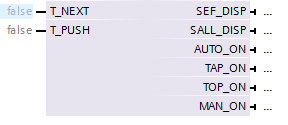 false T_NEXT SEF_DISP ...
false T_PUSH SALL_DISP ...
AUTO_ON ...
TAP_ON ...
TOP_ON ...
MAN_ON ...